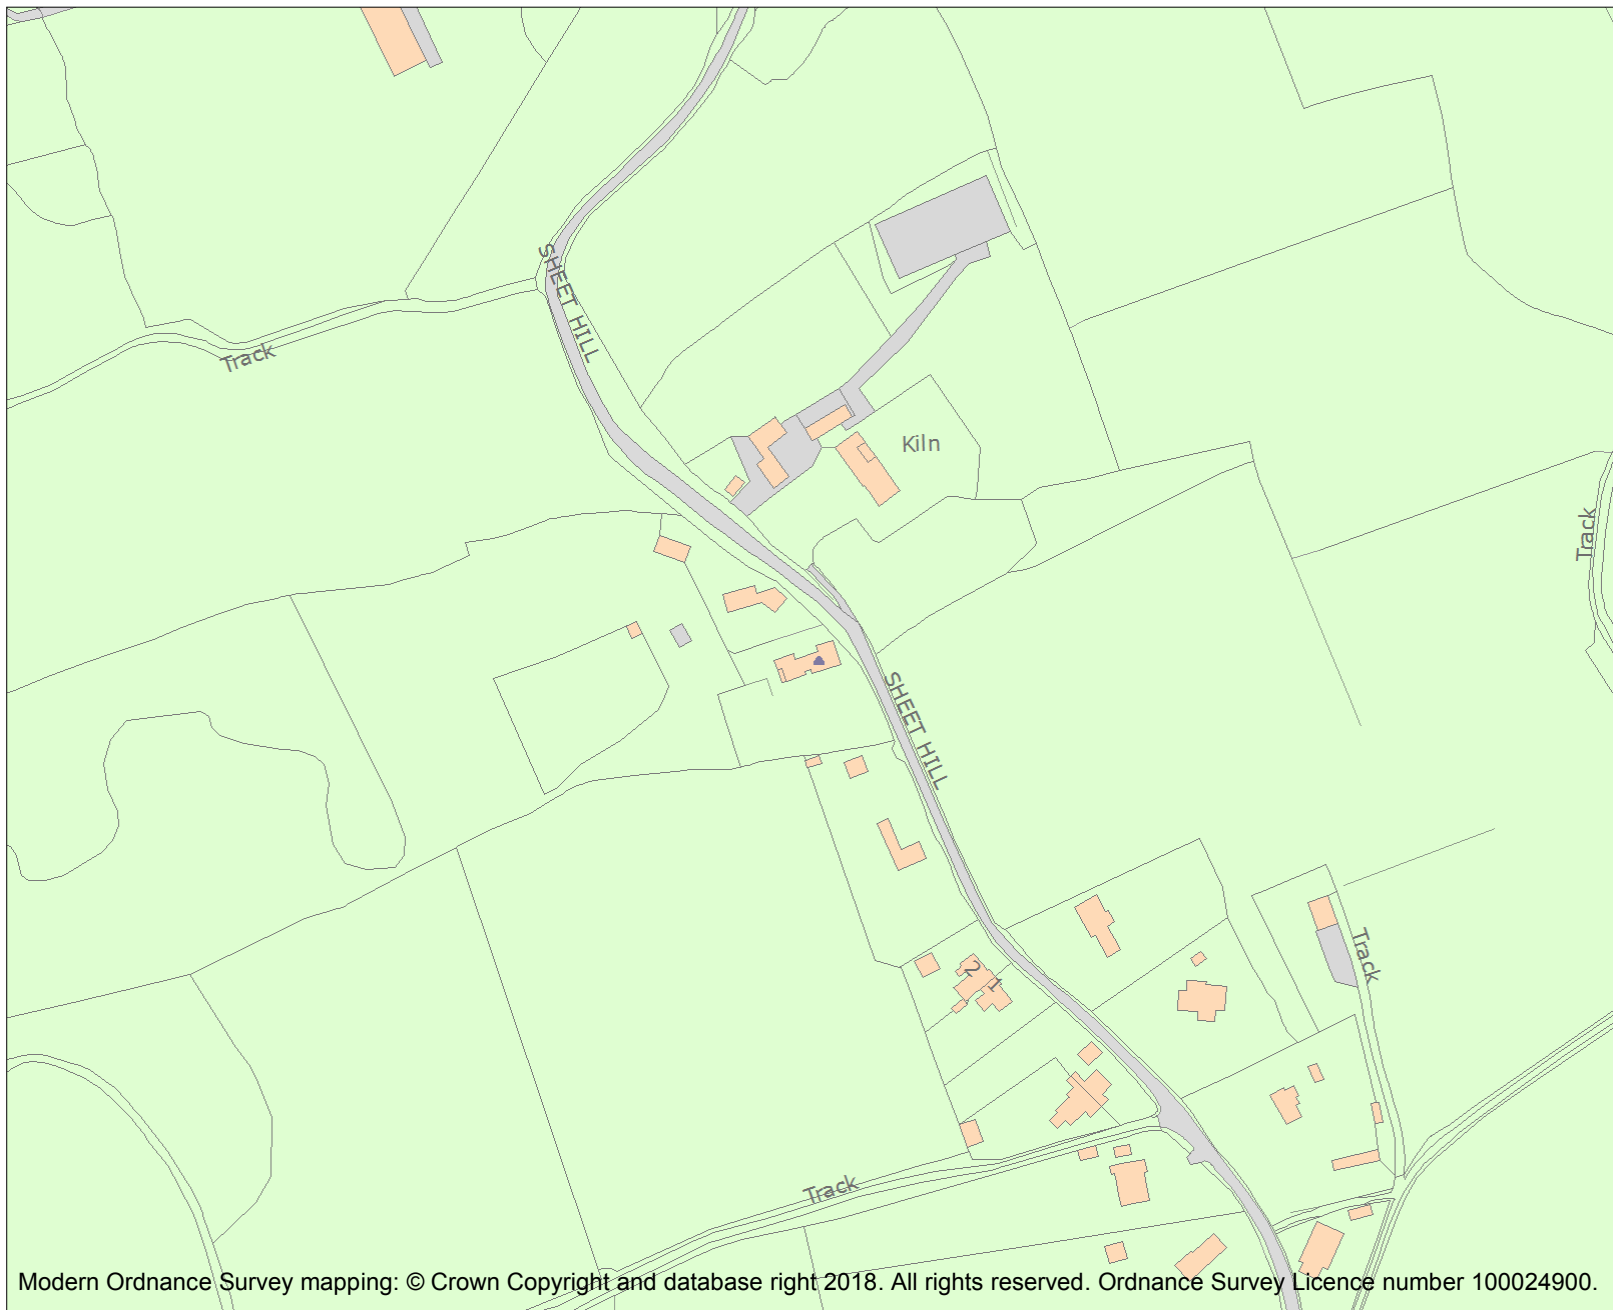 SHEET HILL
Track
Kiln
Track
SHEET HILL
Track
2
1
Track
Modern Ordnance Survey mapping: © Crown Copyright and database right 2018. All rights reserved. Ordnance Survey Licence number 100024900.